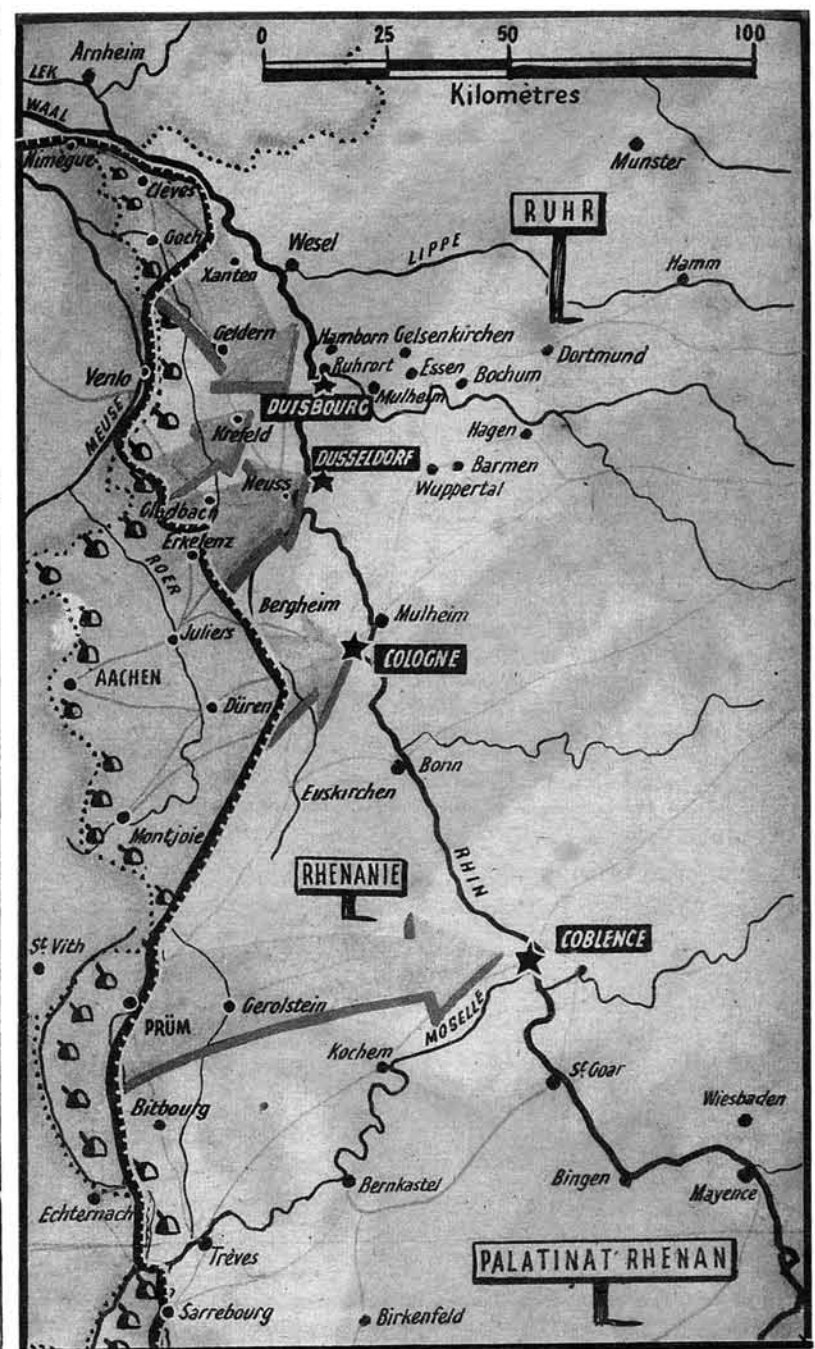 0 25 50 100
Kilomètres
Arnheim
LEK
WAAL
Nimègue
Clèves
Munster
RUHR
Goch
Wesel
LIPPE
Xanten
Hamm
Geldern
Hamborn
Gelsenkirchen
Ruhrort
Essen
Dortmund
Venlo
Mulheim
Bochum
DUISBOURG
MEUSE
Krefeld
Hagen
DUSSELDORF
Barmen
Neuss
Wuppertal
Gladbach
Erkelenz
ROER
Bergheim
Mulheim
Juliers
COLOGNE
AACHEN
Düren
Bonn
Euskirchen
Montjoie
RHIN
RHENANIE
St Vith
COBLENCE
PRÜM
Gerolstein
MOSELLE
Kochem
St Goar
Bitbourg
Wiesbaden
Bernkastel
Bingen
Mayence
Echternach
Trèves
PALATINAT RHENAN
Sarrebourg
Birkenfeld